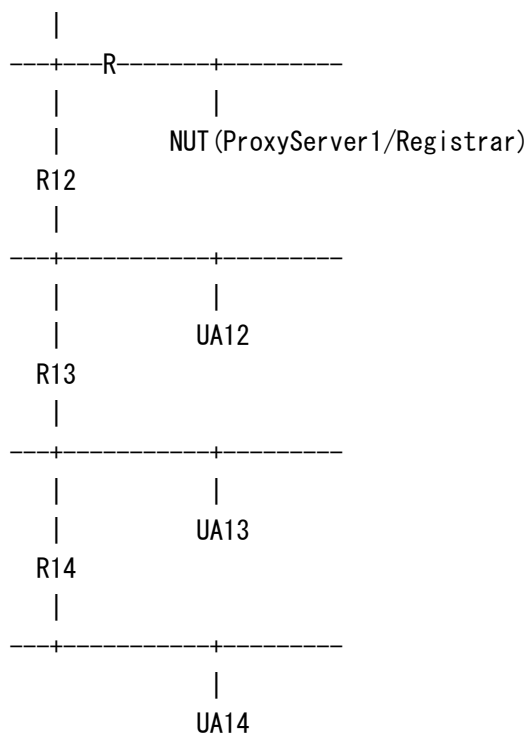 |
---+---R-------+---------
|          |
|       NUT(ProxyServer1/Registrar)
R12
|
---+-----------+---------
|          |
|         UA12
R13
|
---+-----------+---------
|          |
|         UA13
R14
|
---+-----------+---------
|
UA14